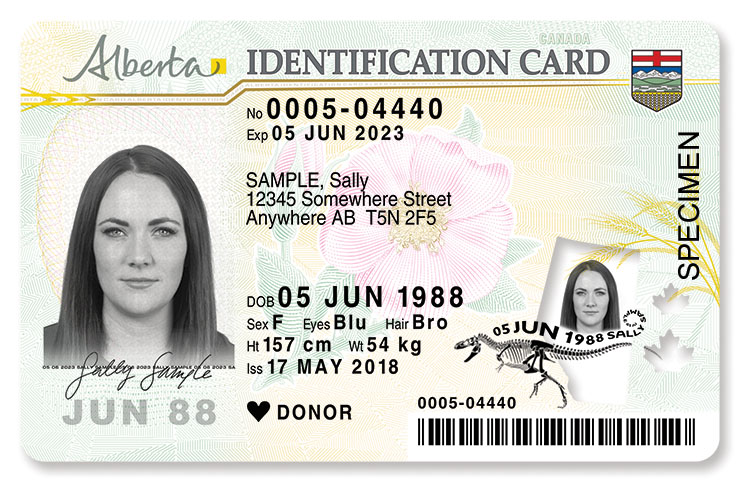 CANADA
Alberta IDENTIFICATION CARD
No 0005-04440
Exp 05 JUN 2023
SAMPLE, Sally
12345 Somewhere Street
Anywhere AB T5N 2F5
SPECIMEN
DOB 05 JUN 1988
Sex F Eyes Blu Hair Bro
Ht 157 cm Wt 54 kg
Iss 17 MAY 2018
05 JUN 1988 SALLY
Sally Sample
JUN 88
DONOR
0005-04440